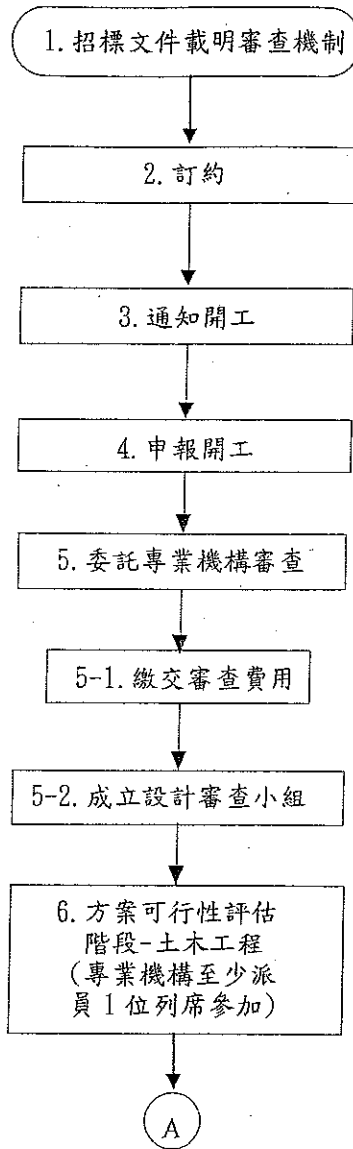 1.招標文件載明審查機制
2.訂約
3.通知開工
4.申報開工
5.委託專業機構審查
5-1.繳交審查費用
5-2.成立設計審查小組
6.方案可行性評估
階段-土木工程
(專業機構至少派
員1位列席參加)
A